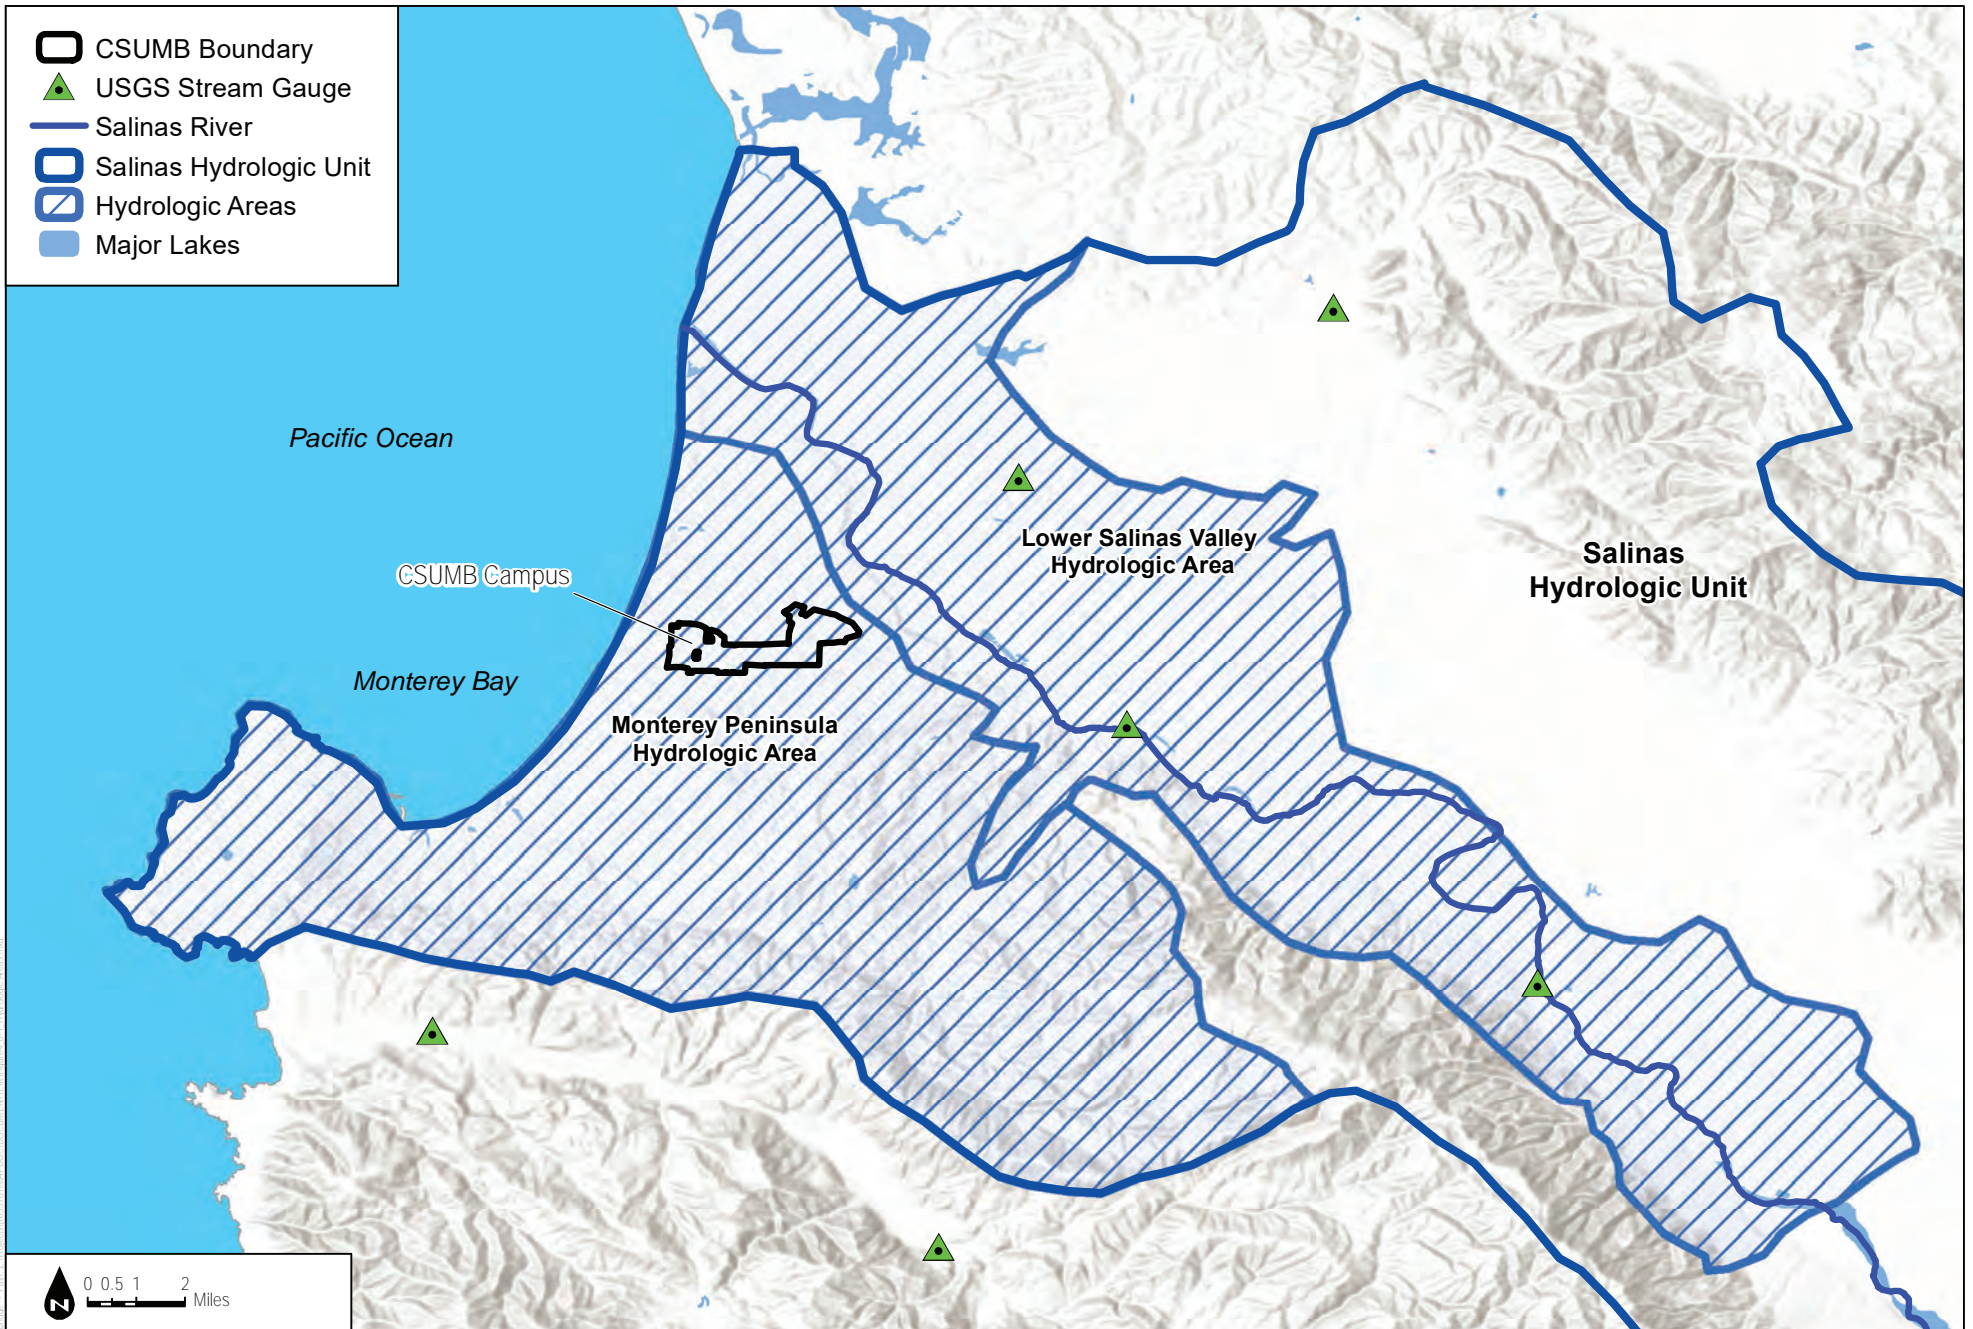 CSUMB Boundary
USGS Stream Gauge
Salinas River
Salinas Hydrologic Unit
Hydrologic Areas
Major Lakes
Pacific Ocean
Lower Salinas Valley
Hydrologic Area
Salinas
Hydrologic Unit
CSUMB Campus
Monterey Bay
Monterey Peninsula
Hydrologic Area
N
0 0.5 1 2
Miles